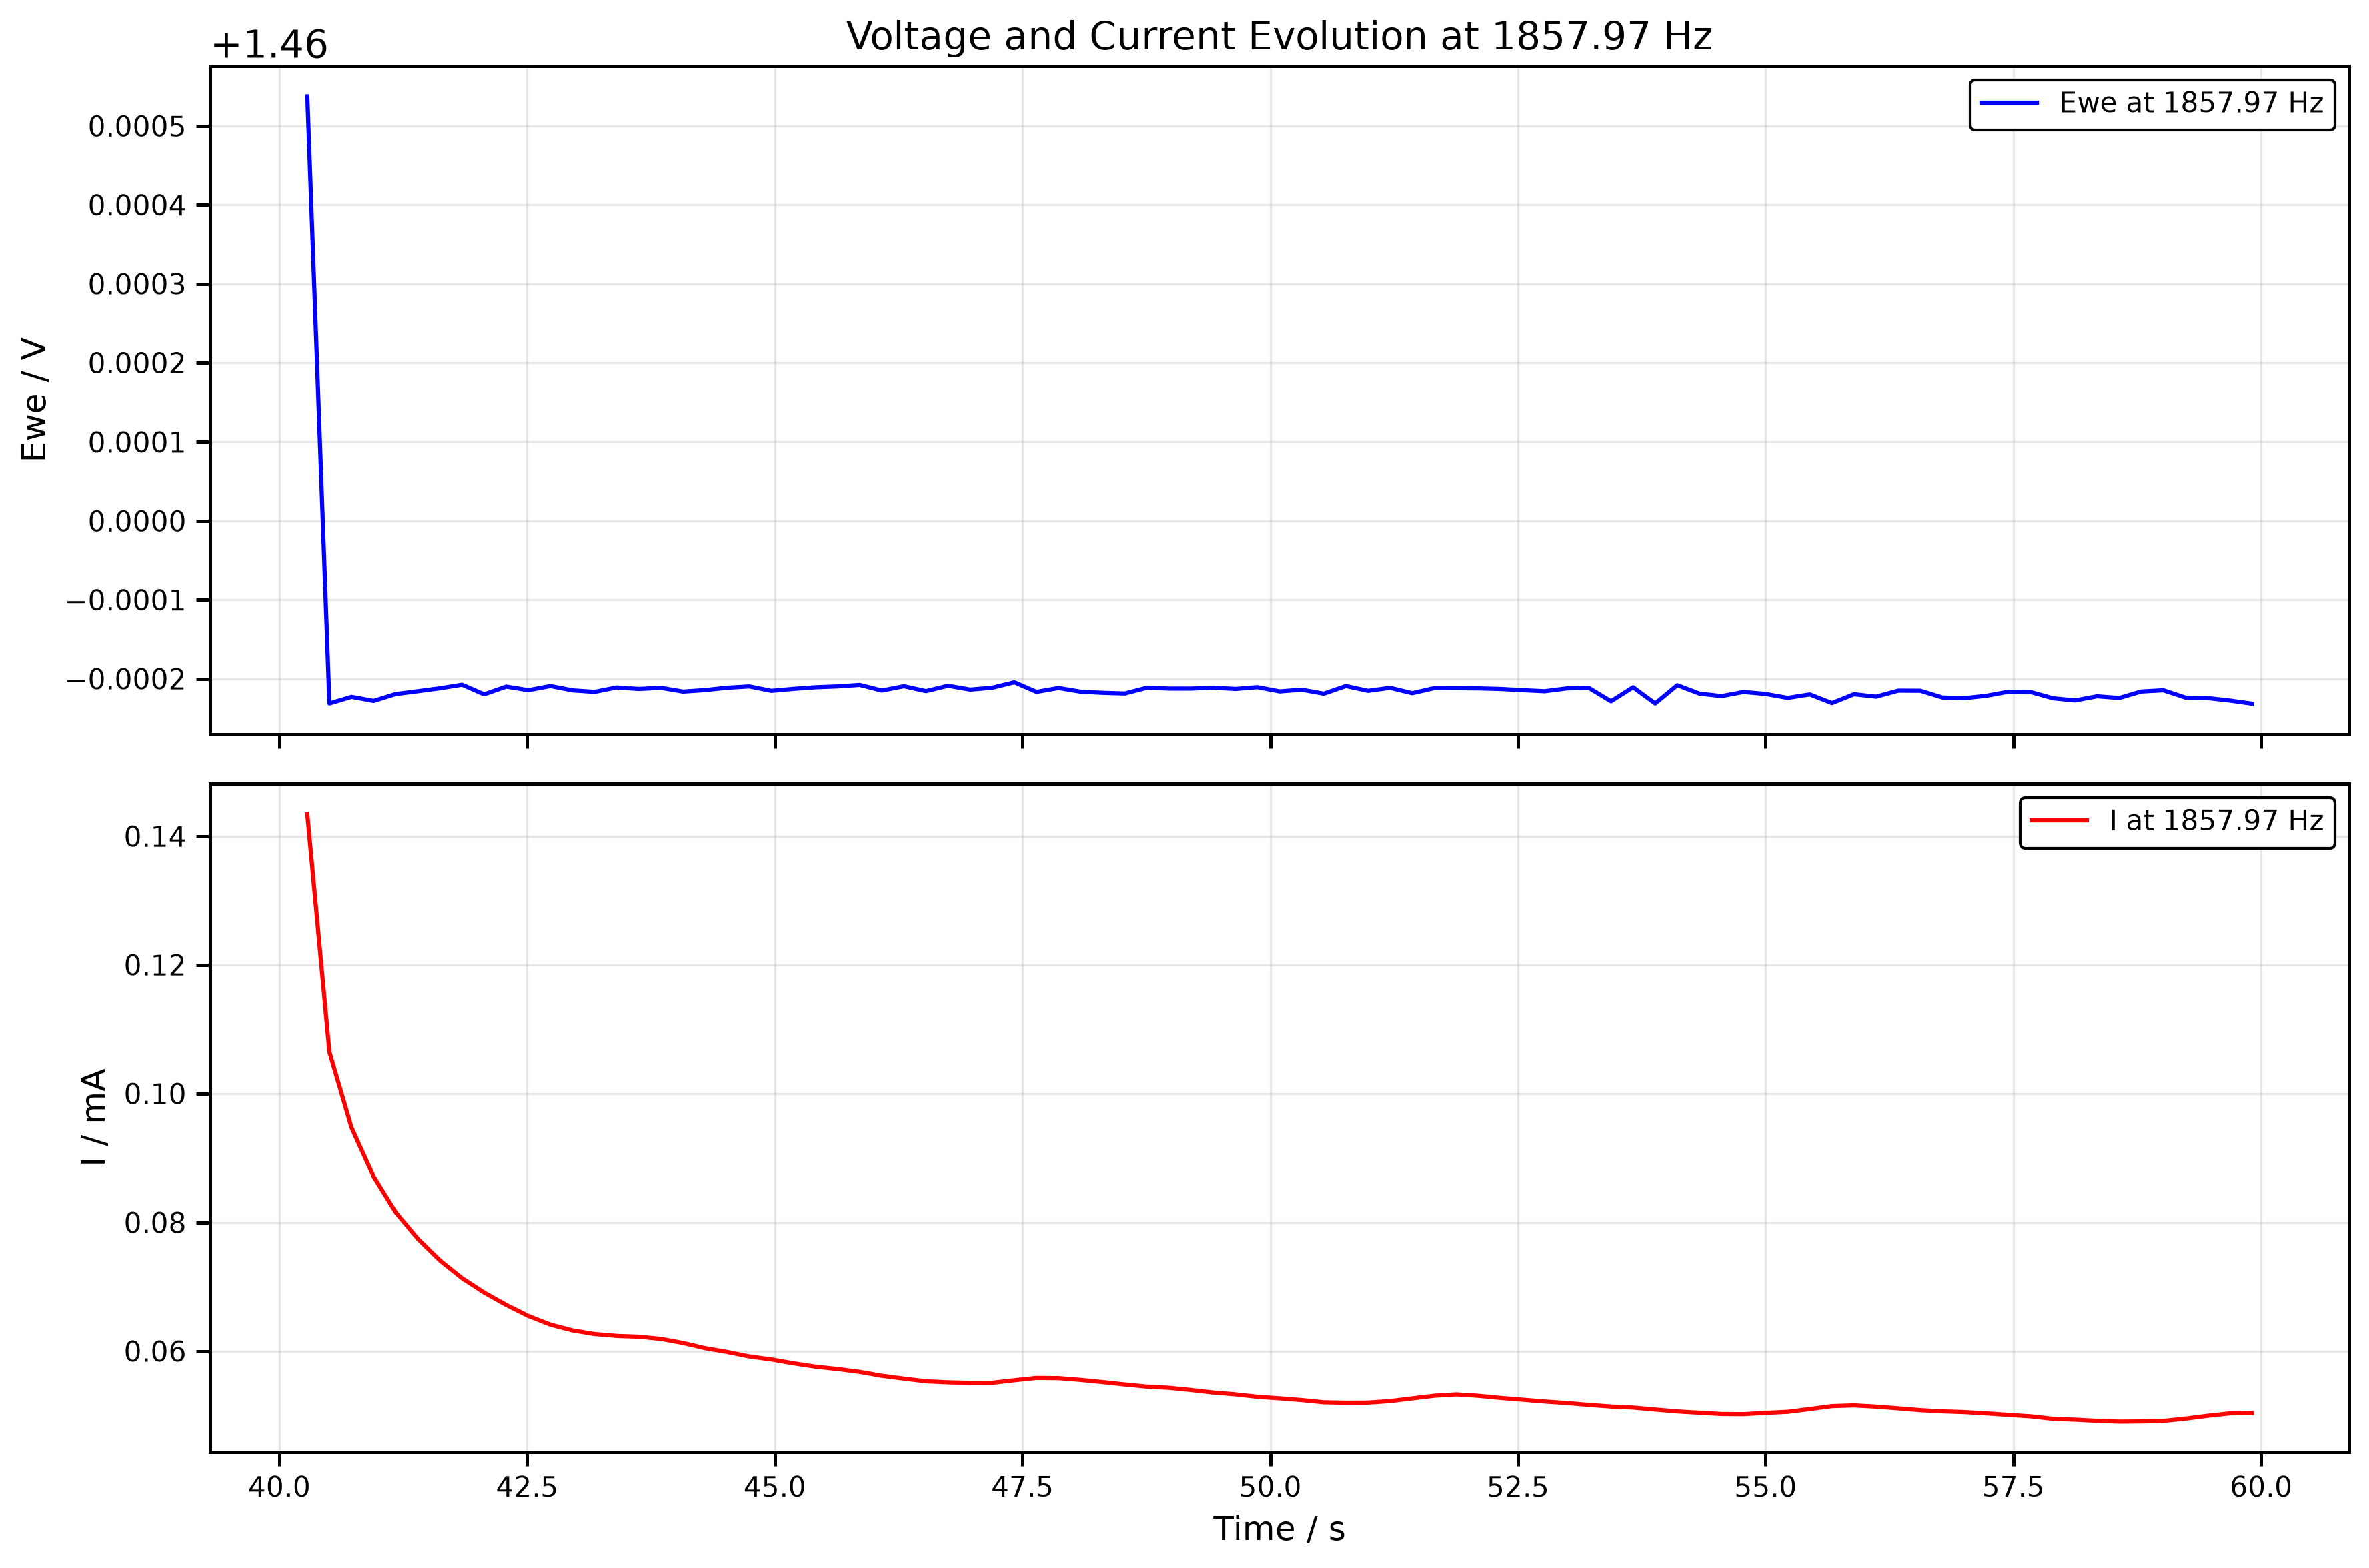 Voltage and Current Evolution at 1857.97 Hz
+1.46
Ewe at 1857.97 Hz
0.0005
0.0004
0.0003
0.0002
0.0001
0.0000
−0.0001
−0.0002
Ewe / V
I at 1857.97 Hz
0.14
0.12
0.10
0.08
0.06
I / mA
40.0 42.5 45.0 47.5 50.0 52.5 55.0 57.5 60.0
Time / s